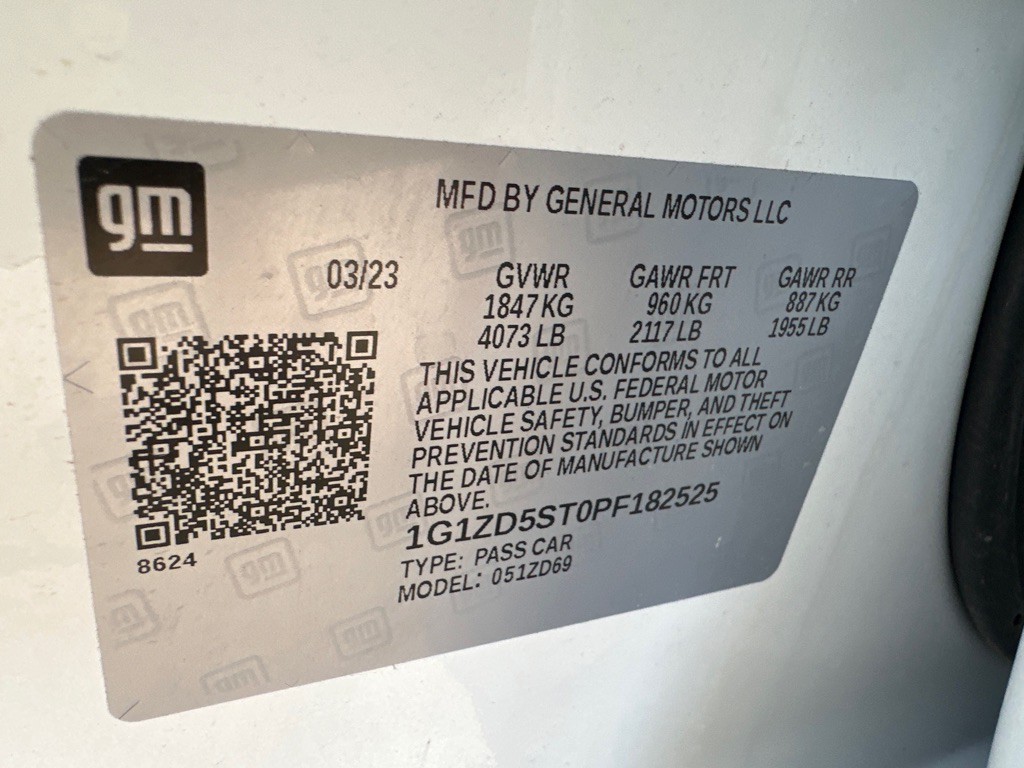 gm
MFD BY GENERAL MOTORS LLC
03/23
GVWR GAWR FRT GAWR RR
1847 KG 960 KG 887 KG
4073 LB 2117 LB 1955 LB
THIS VEHICLE CONFORMS TO ALL
APPLICABLE U.S. FEDERAL MOTOR
VEHICLE SAFETY, BUMPER, AND THEFT
PREVENTION STANDARDS IN EFFECT ON
THE DATE OF MANUFACTURE SHOWN
ABOVE.
1G1ZD5ST0PF182525
8624
TYPE: PASS CAR
MODEL: 051ZD69